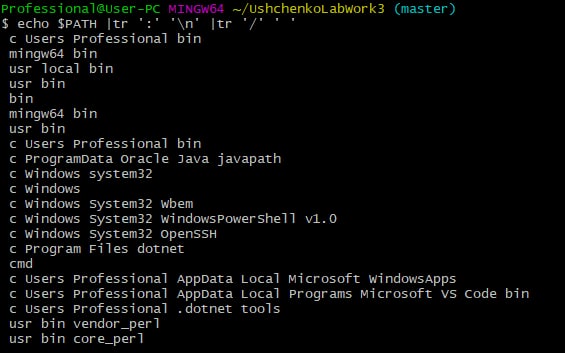 Professional@User-PC MINGW64 ~/UshchenkoLabWork3 (master)
$ echo $PATH |tr ':' '\n' |tr '/' ' '
 c Users Professional bin
 mingw64 bin
 usr local bin
 usr bin
 bin
 mingw64 bin
 usr bin
 c Users Professional bin
 c ProgramData Oracle Java javapath
 c Windows system32
 c Windows
 c Windows System32 Wbem
 c Windows System32 WindowsPowerShell v1.0
 c Windows System32 OpenSSH
 c Program Files dotnet
 cmd
 c Users Professional AppData Local Microsoft WindowsApps
 c Users Professional AppData Local Programs Microsoft VS Code bin
 c Users Professional .dotnet tools
 usr bin vendor_perl
 usr bin core_perl